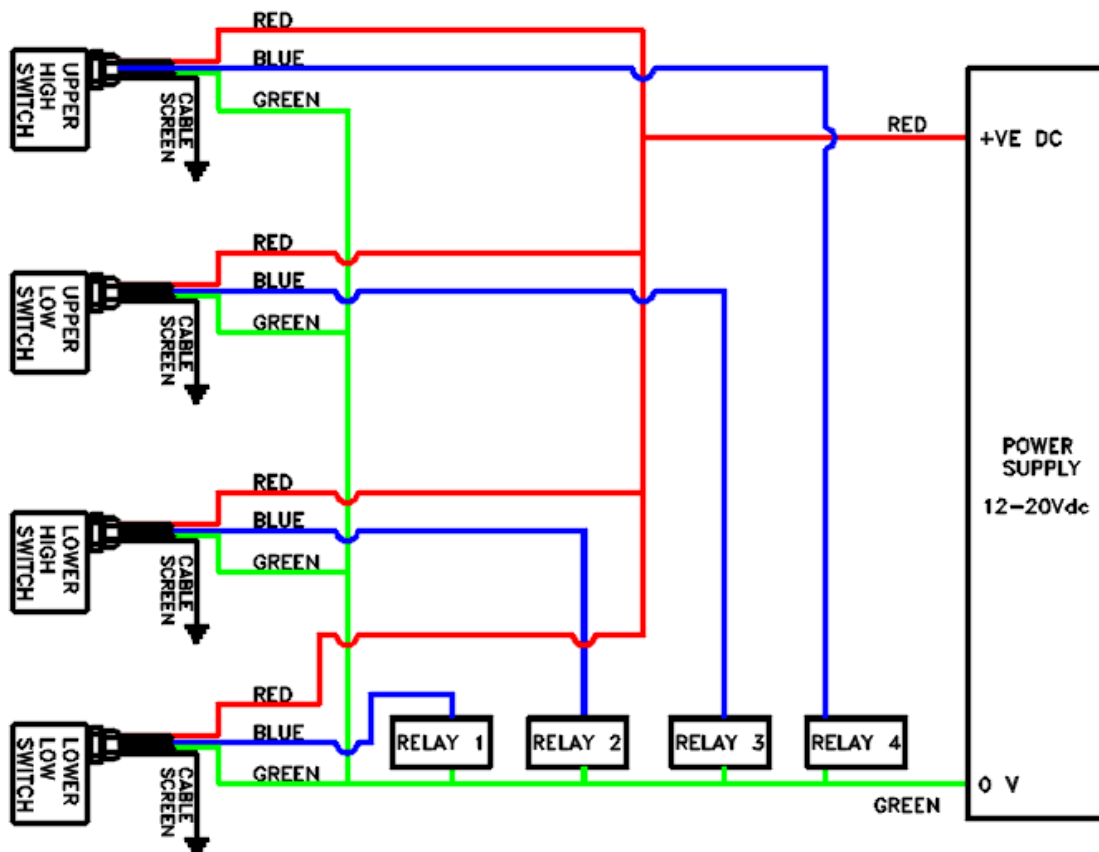 RED
BLUE
GREEN
UPPER
HIGH
SWITCH
CABLE
SCREEN
RED
+VE DC
RED
BLUE
GREEN
UPPER
LOW
SWITCH
CABLE
SCREEN
POWER
SUPPLY
12-20Vdc
RED
BLUE
GREEN
LOWER
HIGH
SWITCH
CABLE
SCREEN
RED
BLUE
GREEN
LOWER
LOW
SWITCH
CABLE
SCREEN
RELAY 1
RELAY 2
RELAY 3
RELAY 4
GREEN
0 V